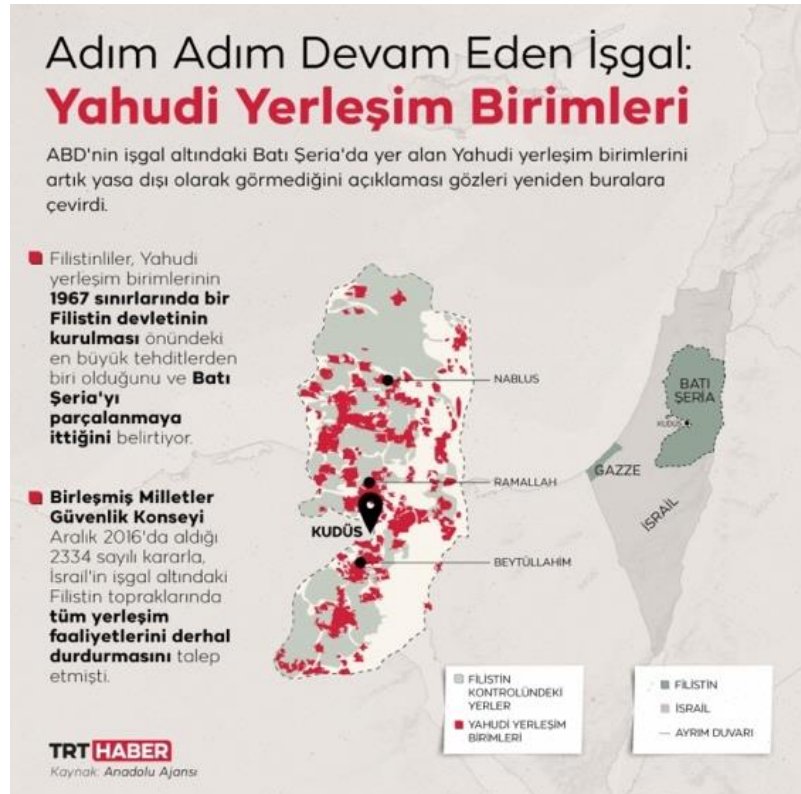 Adım Adım Devam Eden İşgal:
Yahudi Yerleşim Birimleri
ABD'nin işgal altındaki Batı Şeria'da yer alan Yahudi yerleşim birimlerini
artık yasa dışı olarak görmediğini açıklaması gözleri yeniden buralara
çevirdi.
Filistinliler, Yahudi
yerleşim birimlerinin
1967 sınırlarında bir
Filistin devletinin
kurulması önündeki
en büyük tehditlerden
biri olduğunu ve Batı
Şeria'yı
parçalanmaya
ittiğini belirtiyor.
Birleşmiş Milletler
Güvenlik Konseyi
Aralık 2016'da aldığı
2334 sayılı kararla,
İsrail'in işgal altındaki
Filistin topraklarında
tüm yerleşim
faaliyetlerini derhal
durdurmasını talep
etmişti.
NABLUS
RAMALLAH
KUDÜS
BEYTÜLLAHİM
BATI
ŞERİA
KUDÜS
GAZZE
İSRAİL
FİLİSTİN
KONTROLÜNDEKİ
YERLER
YAHUDİ YERLEŞİM
BİRİMLERİ
FİLİSTİN
İSRAİL
AYRIM DUVARI
TRT HABER
Kaynak: Anadolu Ajansı